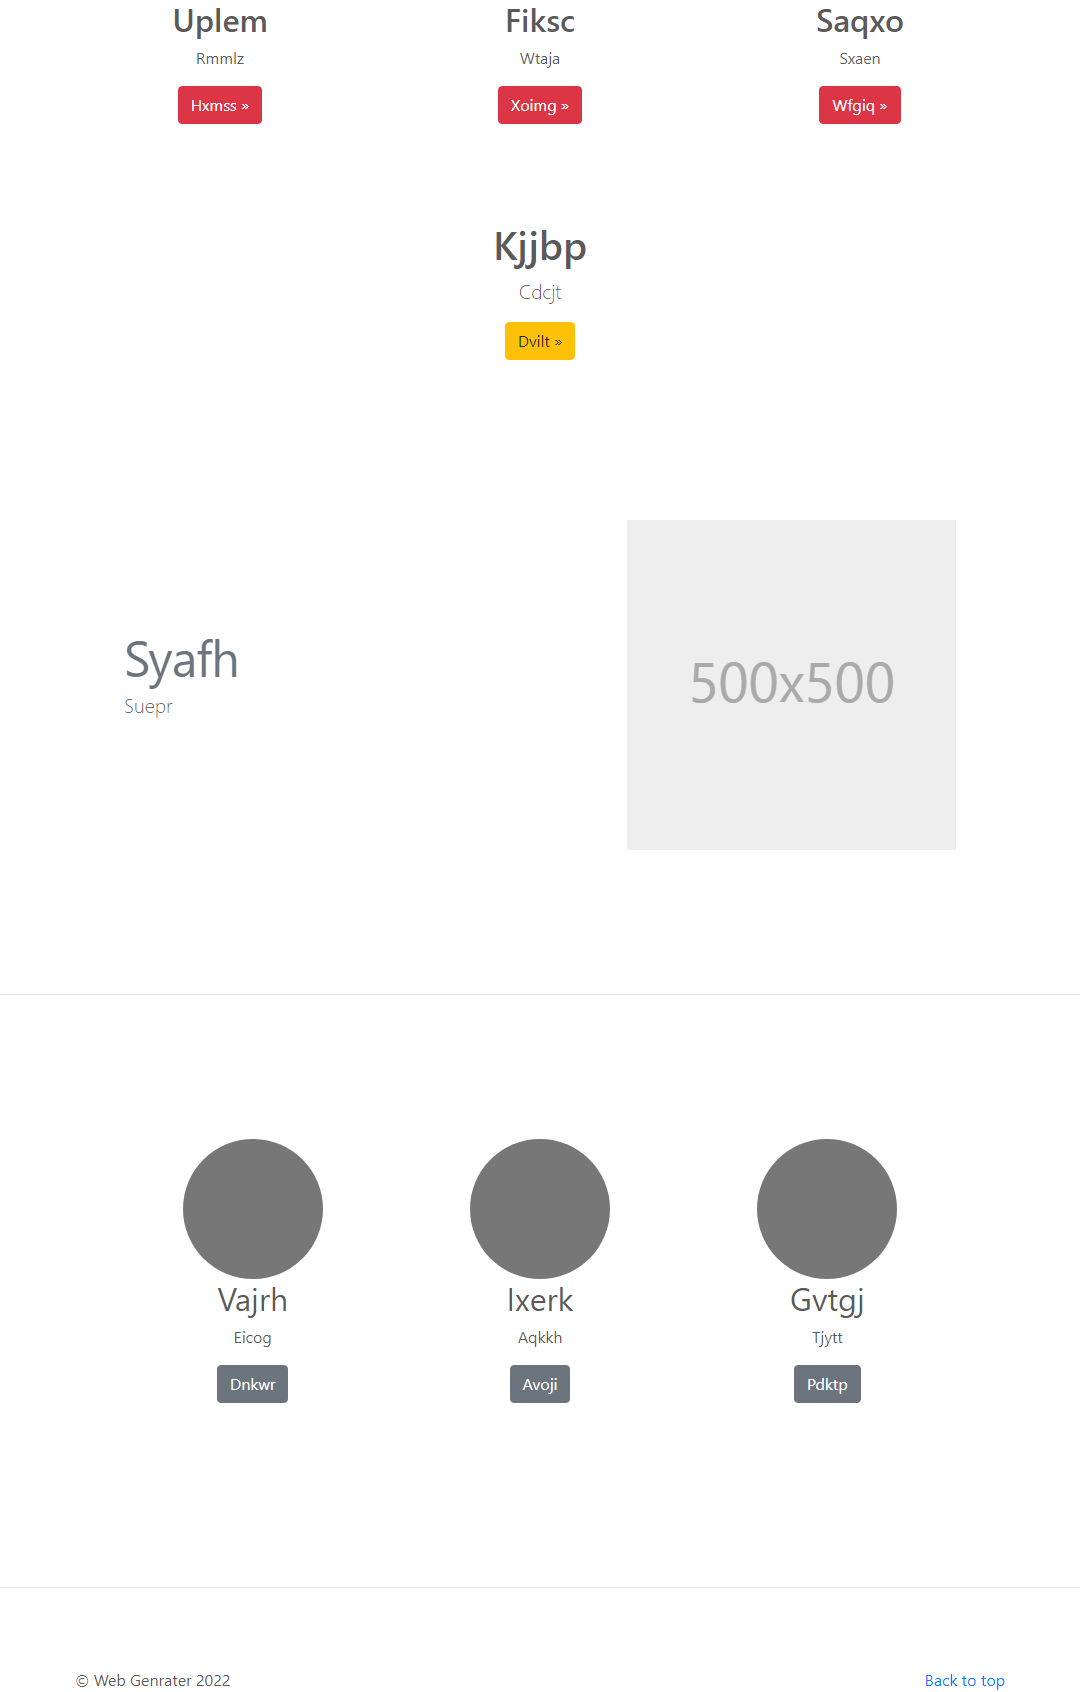 Uplem
Fiksc
Saqxo
Rmmlz
Wtaja
Sxaen
Hxmss »
Xoimg »
Wfgiq »
Kjjbp
Cdcjt
Dvilt »
Syafh
Suepr
500x500
Vajrh
Ixerk
Gvtgj
Eicog
Aqkkh
Tjytt
Dnkwr
Avoji
Pdktp
© Web Genrater 2022
Back to top